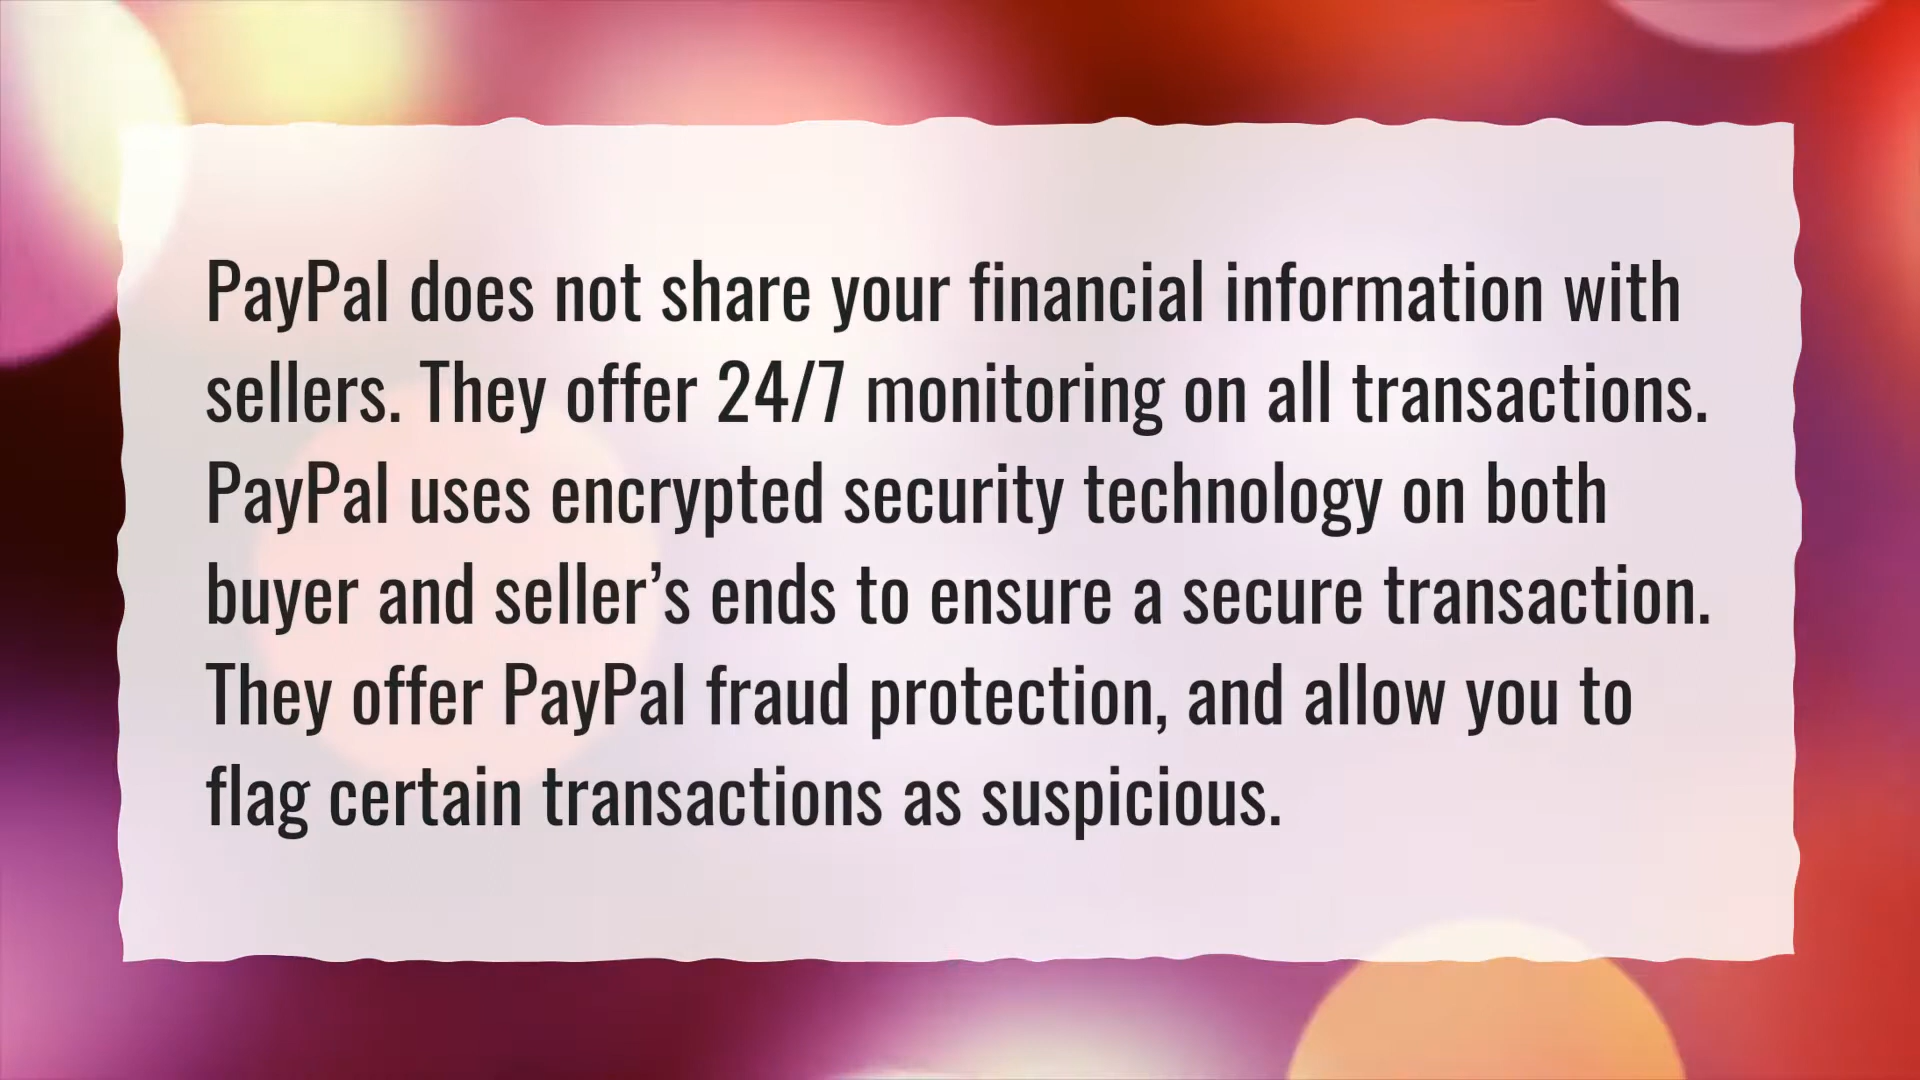 PayPal does not share your financial information with
sellers. They offer 24/7 monitoring on all transactions.
PayPal uses encrypted security technology on both
buyer and seller’s ends to ensure a secure transaction.
They offer PayPal fraud protection, and allow you to
flag certain transactions as suspicious.